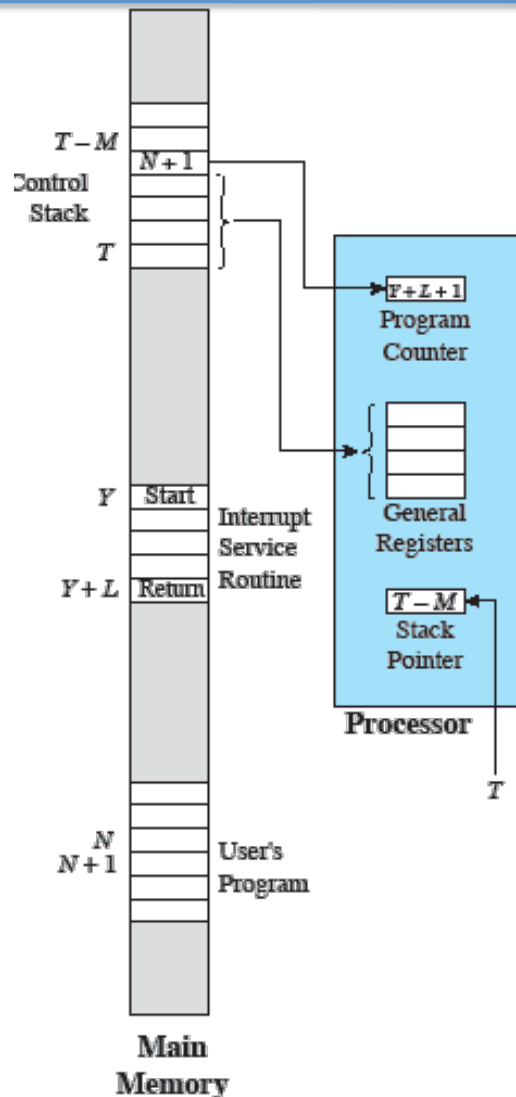 T – M
N + 1
Control
Stack
T
Y + L + 1
Program
Counter
Y
Start
Interrupt
Service
Routine
Y + L
Return
General
Registers
T – M
Stack
Pointer
Processor
T
N
N + 1
User's
Program
Main
Memory